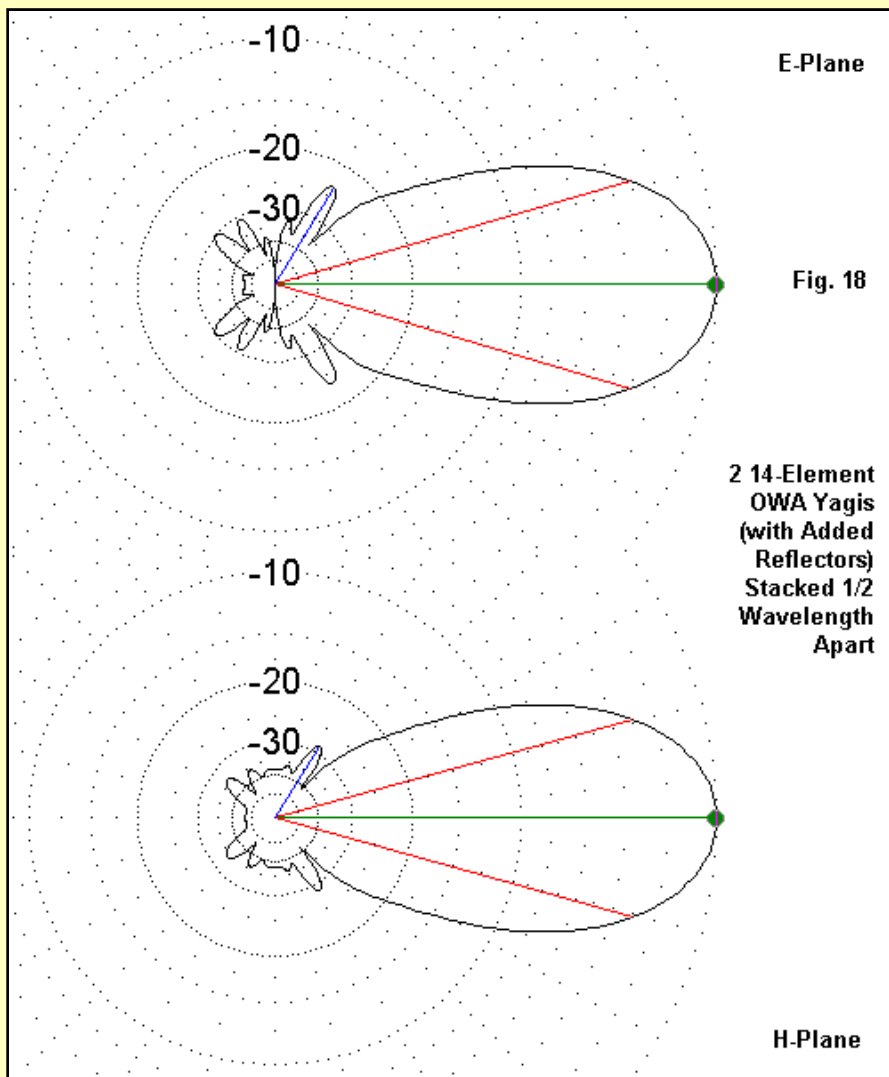 -10
E-Plane
-20
-30
Fig. 18
2 14-Element
OWA Yagis
(with Added
Reflectors)
Stacked 1/2
Wavelength
Apart
-10
-20
-30
H-Plane